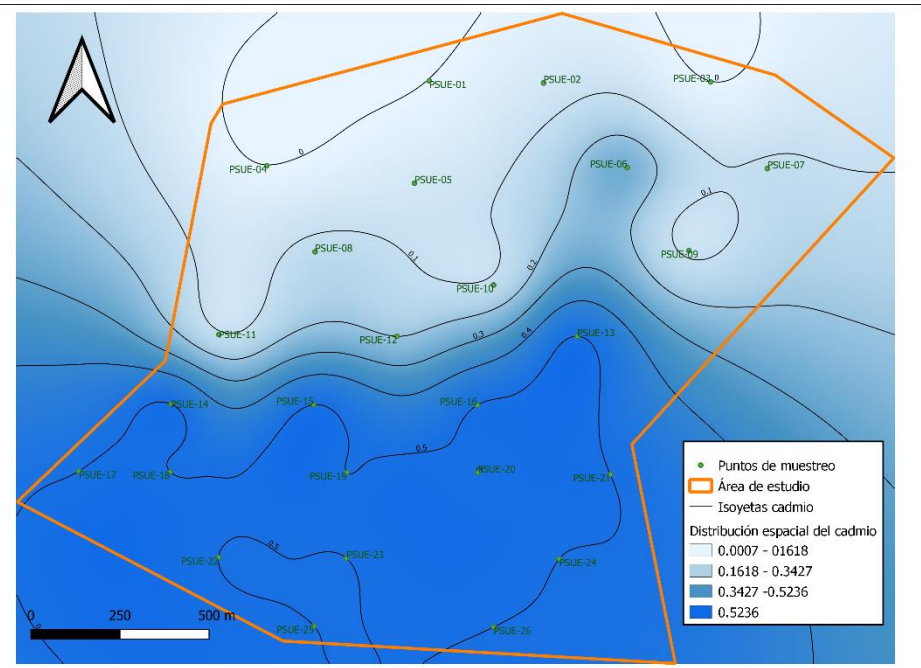 PSUE-01
PSUE-02
PSUE-03
0
0
PSUE-04
PSUE-05
PSUE-06
PSUE-07
0.1
PSUE-08
0.1
0.2
PSUE-09
PSUE-10
PSUE-11
PSUE-12
0.3
0.4
PSUE-13
PSUE-14
PSUE-15
PSUE-16
0.5
PSUE-17
PSUE-18
PSUE-19
PSUE-20
PSUE-21
0.5
PSUE-22
PSUE-23
PSUE-24
PSUE-25
PSUE-26
0 250 500 m
Puntos de muestreo
Área de estudio
Isoyetas cadmio
Distribución espacial del cadmio
0.0007 - 01618
0.1618 - 0.3427
0.3427 -0.5236
0.5236